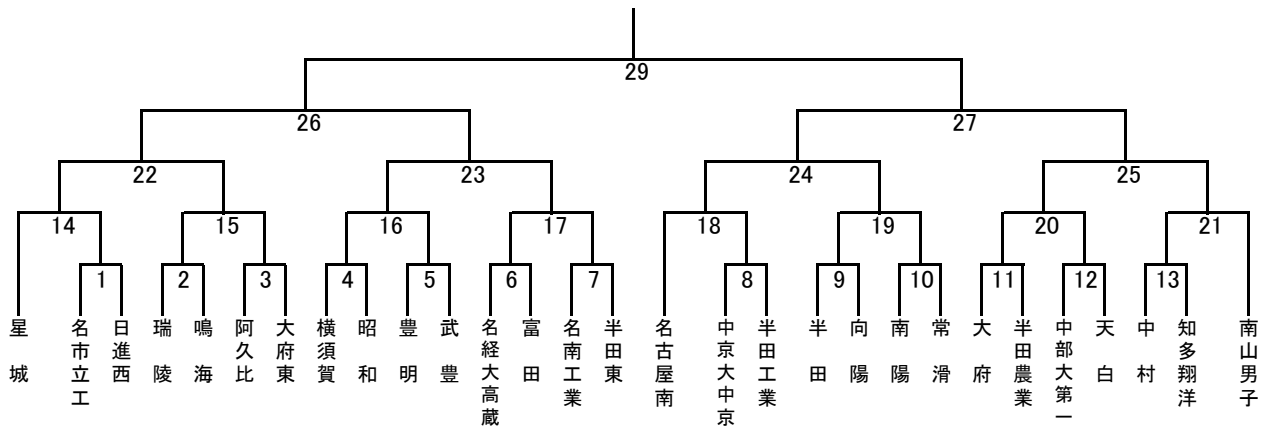 29
26
27
22
23
24
25
14
15
16
17
18
19
20
21
1
2
3
4
5
6
7
8
9
10
11
12
13
星城
名市立工
日進西
瑞陵
鳴海
阿久比
大府東
横須賀
昭和
豊明
武豊
名経大高蔵
富田
名南工業
半田東
名古屋南
中京大中京
半田工業
半田
向陽
南陽
常滑
大府
半田農業
中部大第一
天白
中村
知多翔洋
南山男子